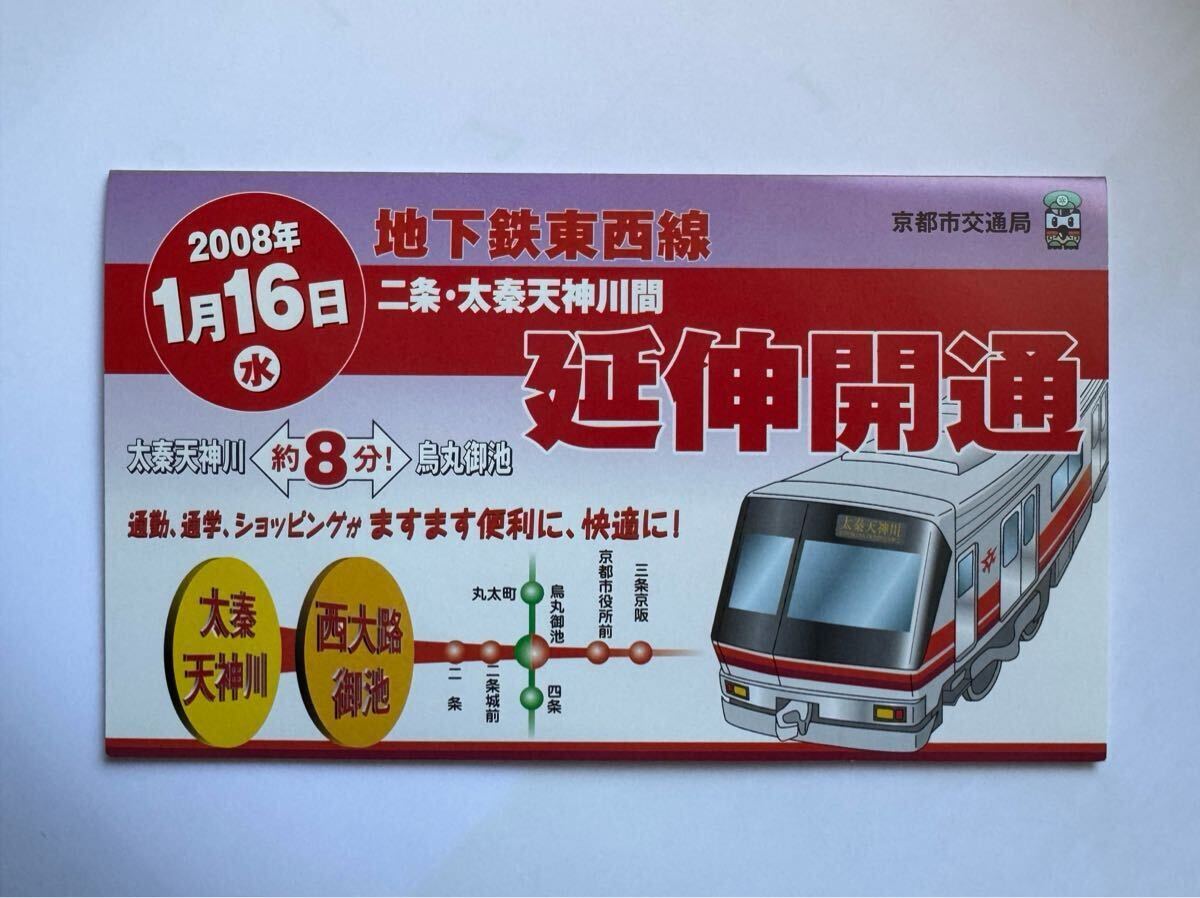 2008年
1月16日
水
地下鉄東西線
二条・太秦天神川間
延伸開通
京都市交通局
太秦天神川
約8分!
烏丸御池
通勤、通学、ショッピングが ますます便利に、快適に!
太秦
天神川
西大路
御池
二条
二条城前
丸太町
烏丸御池
四条
京都市役所前
三条京阪
太秦天神川